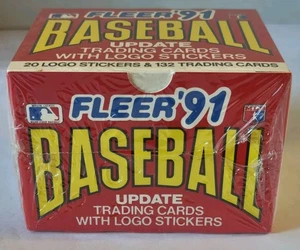 FLEER '91
BASEBALL
UPDATE
TRADING CARDS
WITH LOGO STICKERS
20 LOGO STICKERS & 132 TRADING CARDS
FLEER '91
BASEBALL
UPDATE
TRADING CARDS
WITH LOGO STICKERS